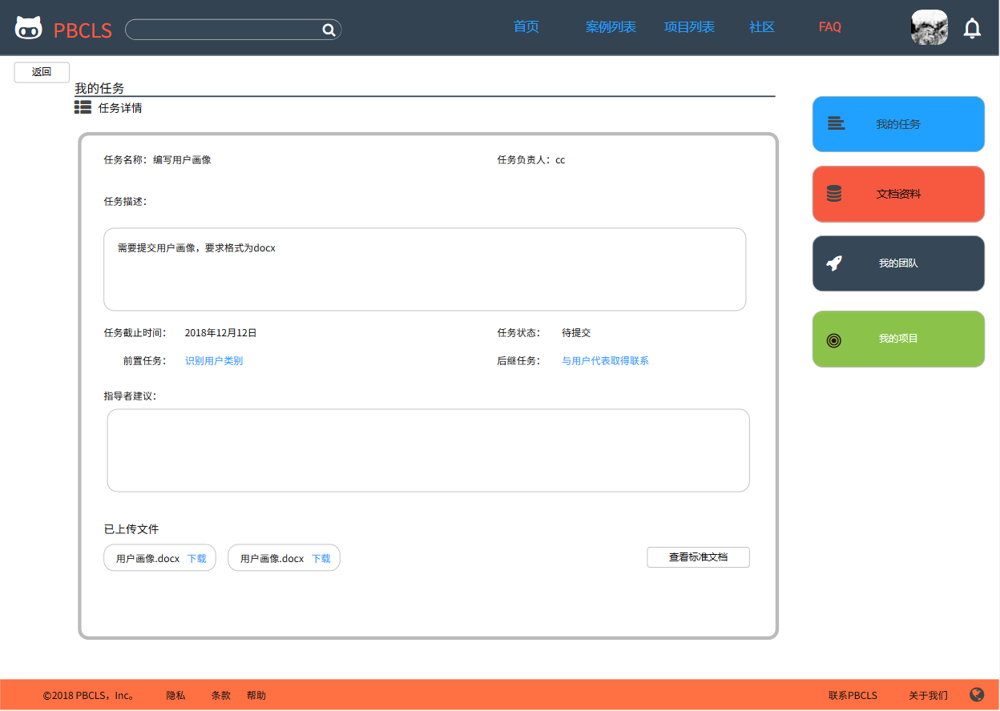 PBCLS
首页 案例列表 项目列表 社区 FAQ
返回
我的任务
任务详情
任务名称：编写用户画像 任务负责人：cc
任务描述：
需要提交用户画像，要求格式为docx
任务截止时间： 2018年12月12日 任务状态： 待提交
前置任务： 识别用户类别 后继任务： 与用户代表取得联系
指导者建议：
已上传文件
用户画像.docx 下载 用户画像.docx 下载 查看标准文档
我的任务
文档资料
我的团队
我的项目
©2018 PBCLS，Inc。 隐私 条款 帮助 联系PBCLS 关于我们